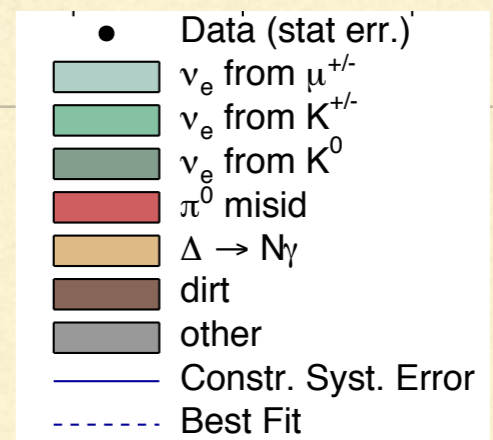 Data (stat err.)
νe from μ+/-
νe from K+/-
νe from K0
π0 misid
Δ → Nγ
dirt
other
Constr. Syst. Error
Best Fit